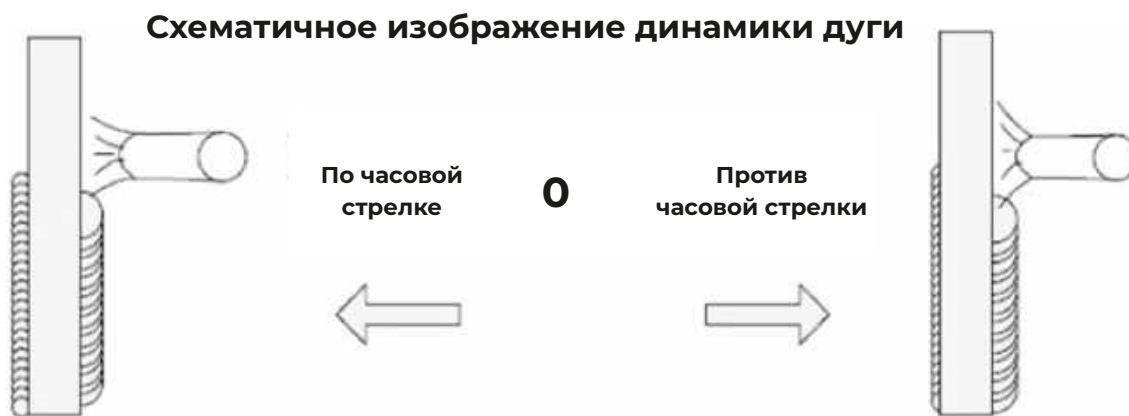 Схематичное изображение динамики дуги
По часовой
стрелке
0
Против
часовой стрелки